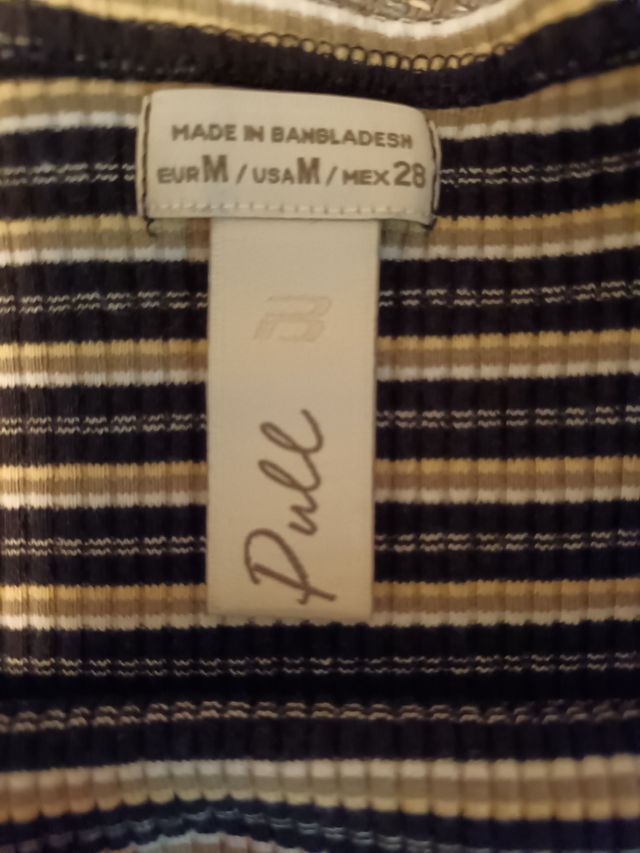 MADE IN BANGLADESH
EUR M / USA M / MEX 28
Pull